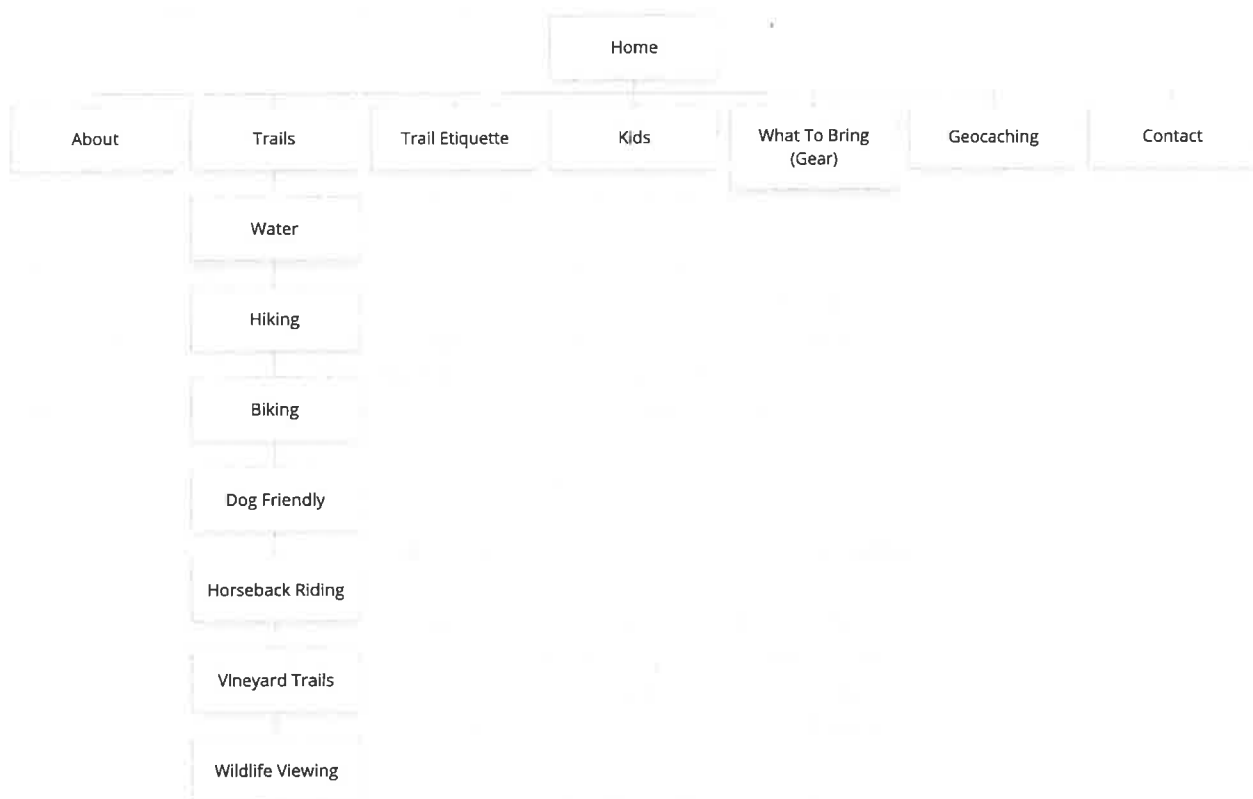 Home
About
Trails
Trail Etiquette
Kids
What To Bring
(Gear)
Geocaching
Contact
Water
Hiking
Biking
Dog Friendly
Horseback Riding
Vineyard Trails
Wildlife Viewing